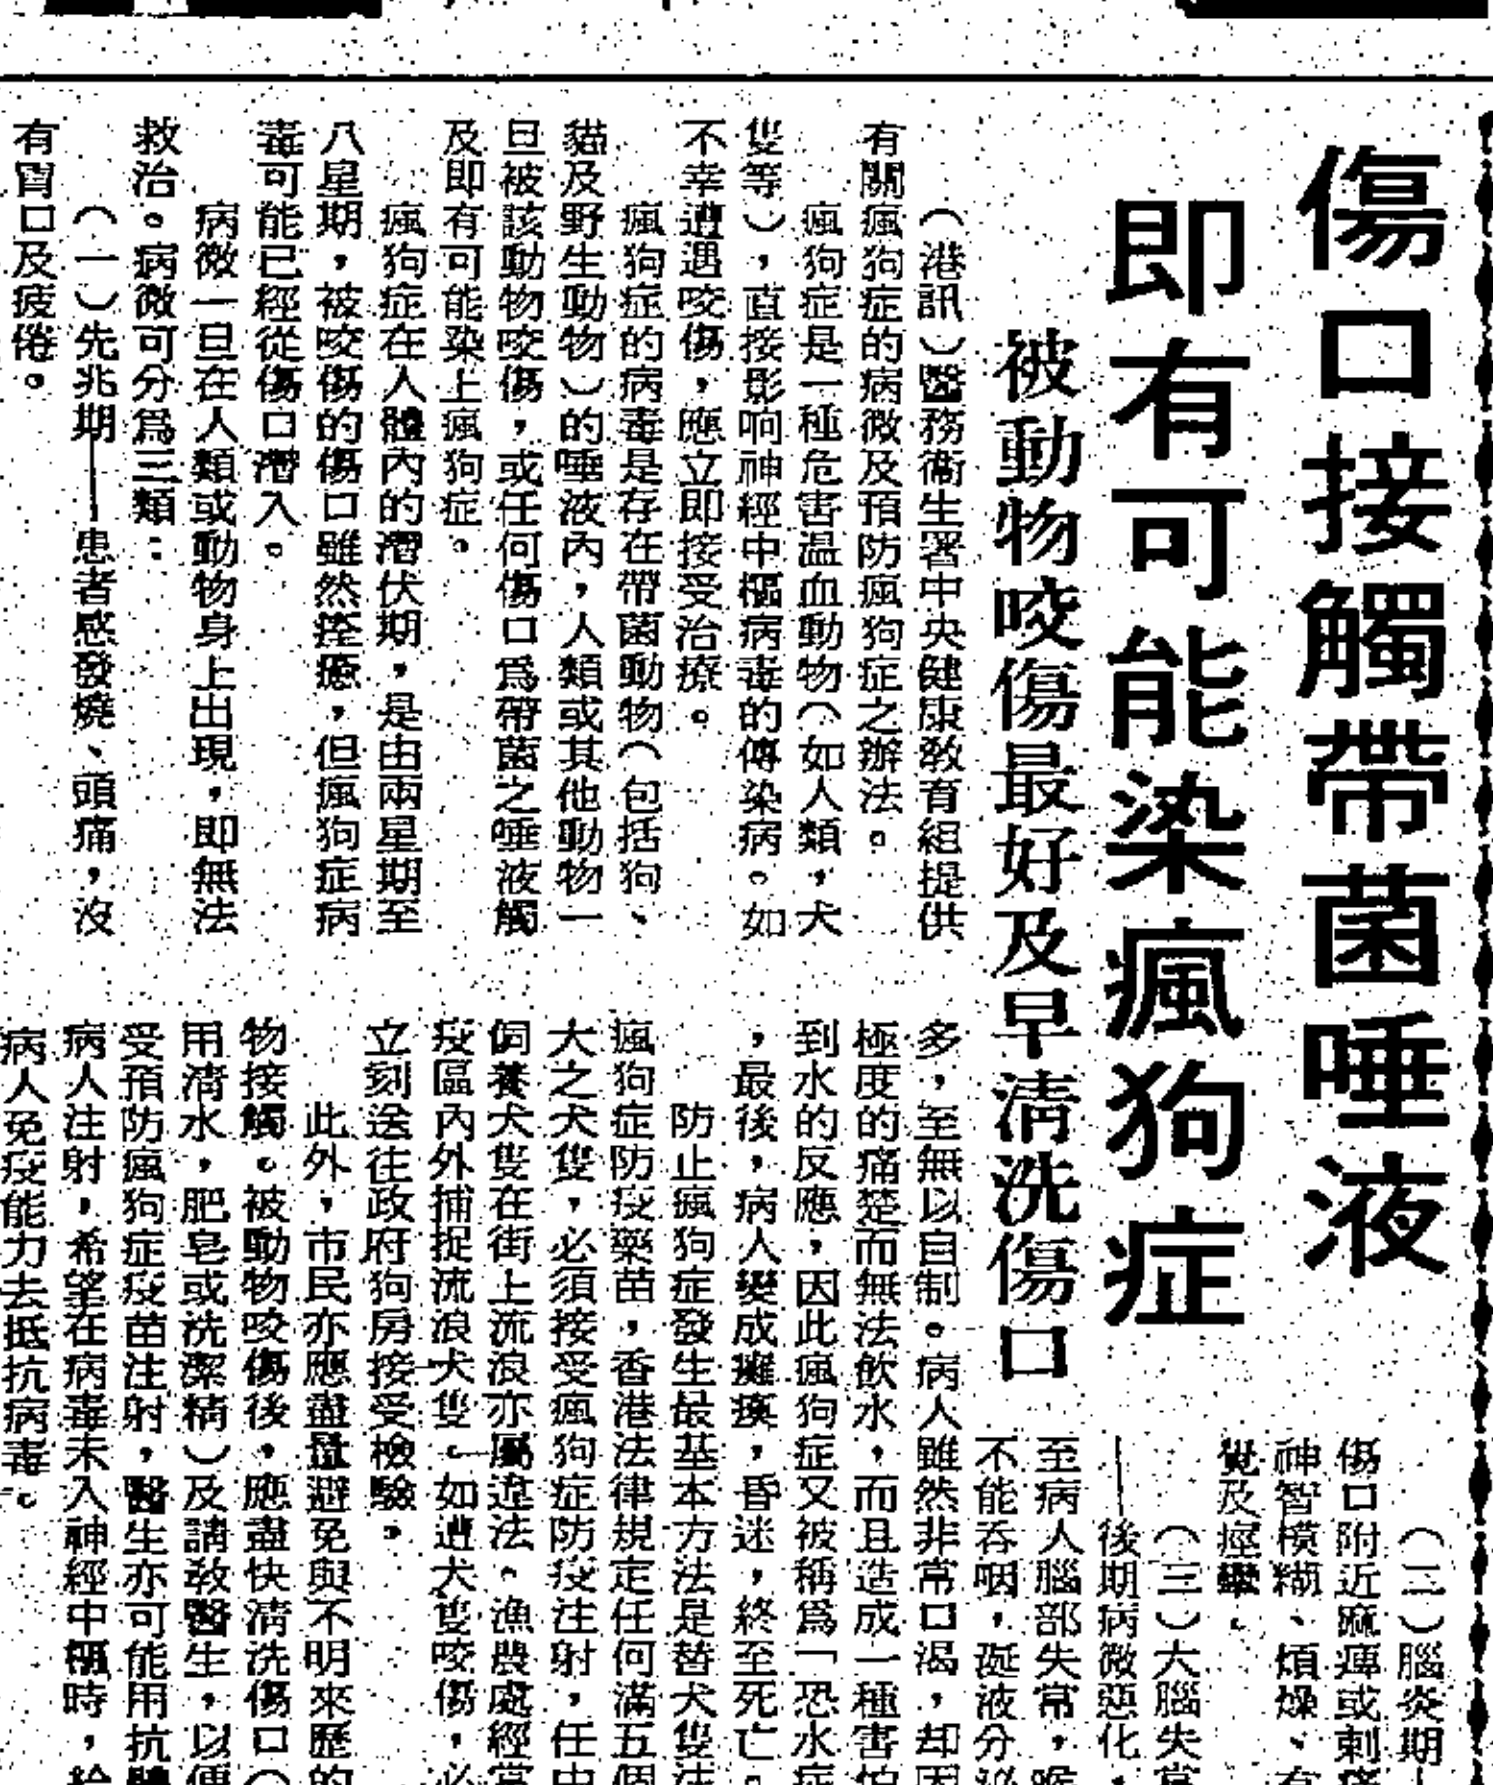 傷口接觸帶菌唾液
即有可能染瘋狗症
被動物咬傷最好及早清洗傷口
（港訊）醫務衞生署中央健康敎育組提供
有關瘋狗症的病徵及預防瘋狗症之辦法。
瘋狗症是一種危害温血動物（如人類，犬
隻等），直接影响神經中樞病毒的傳染病。如
不幸遭遇咬傷，應立即接受治療。
瘋狗症的病毒是存在帶菌動物（包括狗、
貓及野生動物）的唾液內，人類或其他動物一
旦被該動物咬傷，或任何傷口爲帶菌之唾液觸
及即有可能染上瘋狗症。
瘋狗症在人體內的潛伏期，是由兩星期至
八星期，被咬傷的傷口雖然痊癒，但瘋狗症病
毒可能已經從傷口潛入。
病徵一旦在人類或動物身上出現，即無法
救治。病徵可分爲三類：
（一）先兆期——患者感發燒、頭痛，沒
有胃口及疲倦。
（二）腦炎期
傷口附近痲痺或刺痛
神智模糊、煩燥、有
覺及痙攣。
（三）大腦失常
——後期病徵惡化，
至病人腦部失常，喉
不能吞咽，涎液分泌
多，至無以自制。病人雖然非常口渴，却因
極度的痛楚而無法飲水，而且造成一種害怕
到水的反應，因此瘋狗症又被稱爲「恐水症
，最後，病人變成癱瘓，昏迷，終至死亡。
防止瘋狗症發生最基本方法是替犬隻注
瘋狗症防疫藥苗，香港法律規定任何滿五個
大之犬隻，必須接受瘋狗症防疫注射，任由
飼養犬隻在街上流浪亦屬違法。漁農處經常
疫區內外捕捉流浪犬隻。如遭犬隻咬傷，必
立刻送往政府狗房接受檢驗。
此外，市民亦應盡量避免與不明來歷的
物接觸。被動物咬傷後，應盡快清洗傷口（
用清水，肥皂或洗潔精）及請敎醫生，以便
受預防瘋狗症疫苗注射，醫生亦可能用抗體
病人注射，希望在病毒未入神經中樞時，給
病人免疫能力去抵抗病毒。